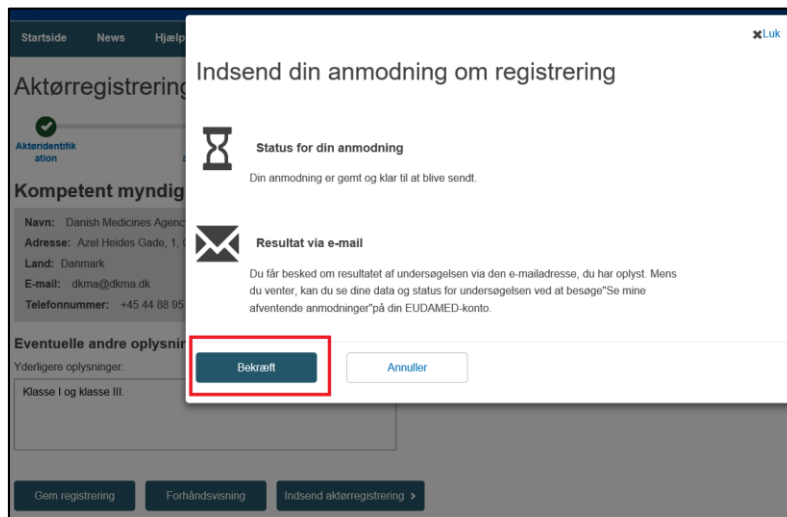 Startside News Hjælp
Luk
Indsend din anmodning om registrering
Aktørregistrering
Aktøridentifik
ation
Status for din anmodning
Din anmodning er gemt og klar til at blive sendt.
Kompetent myndig
Navn: Danish Medicines Agenc
Adresse: Azel Heides Gade, 1,
Land: Danmark
E-mail: dkma@dkma.dk
Telefonnummer: +45 44 88 95
Resultat via e-mail
Du får besked om resultatet af undersøgelsen via den e-mailadresse, du har oplyst. Mens
du venter, kan du se dine data og status for undersøgelsen ved at besøge"Se mine
afventende anmodninger"på din EUDAMED-konto.
Eventuelle andre oplysnin
Yderligere oplysninger:
Klasse I og klasse III.
Bekræft Annuller
Gem registrering Forhåndsvisning Indsend aktørregistrering